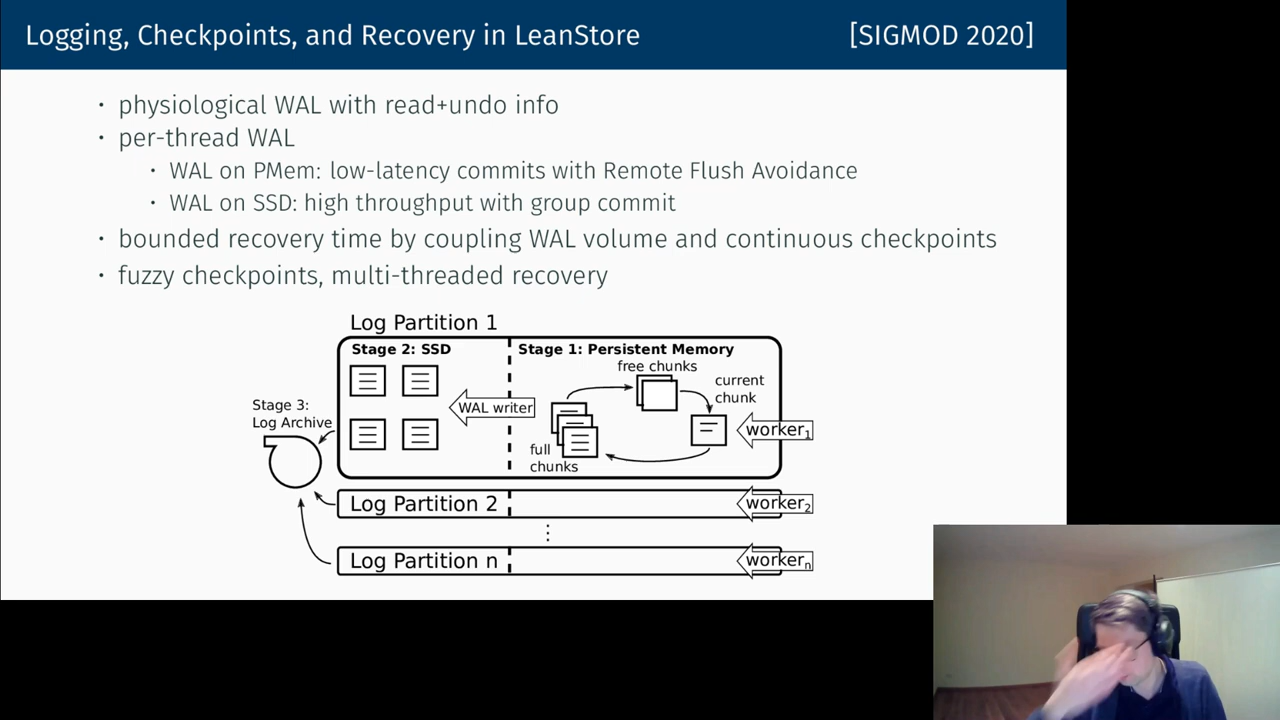 Logging, Checkpoints, and Recovery in LeanStore [SIGMOD 2020]
· physiological WAL with read+undo info
· per-thread WAL
· WAL on PMem: low-latency commits with Remote Flush Avoidance
· WAL on SSD: high throughput with group commit
· bounded recovery time by coupling WAL volume and continuous checkpoints
· fuzzy checkpoints, multi-threaded recovery
Log Partition 1
Stage 2: SSD
Stage 1: Persistent Memory
free chunks
current
chunk
WAL writer
Stage 3:
Log Archive
worker₁
full
chunks
Log Partition 2
worker₂
⋮
Log Partition n
workerₙ